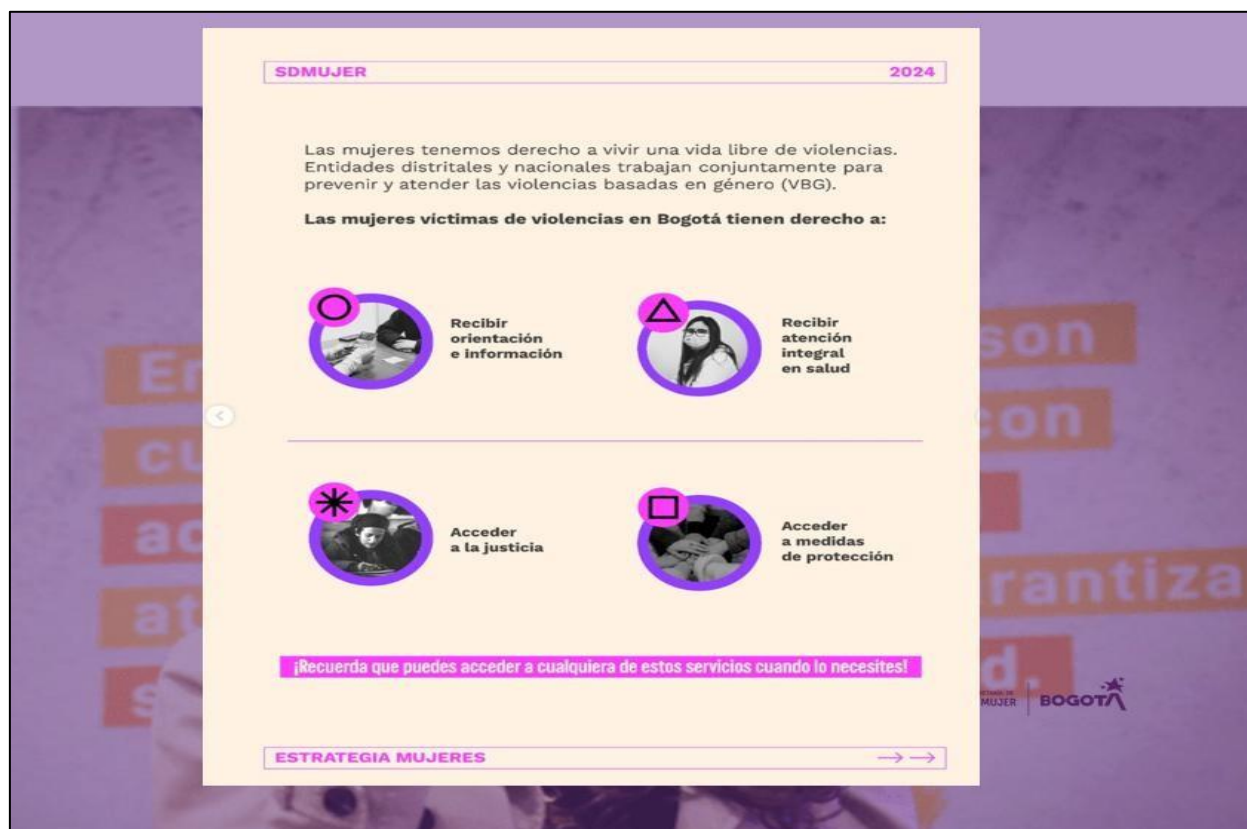 SDMUJER
2024
Las mujeres tenemos derecho a vivir una vida libre de violencias.
Entidades distritales y nacionales trabajan conjuntamente para
prevenir y atender las violencias basadas en género (VBG).
Las mujeres víctimas de violencias en Bogotá tienen derecho a:
Recibir
orientación
e información
Recibir
atención
integral
en salud
Acceder
a la justicia
Acceder
a medidas
de protección
¡Recuerda que puedes acceder a cualquiera de estos servicios cuando lo necesites!
ESTRATEGIA MUJERES
son
con
MUJER
BOGOTÁ